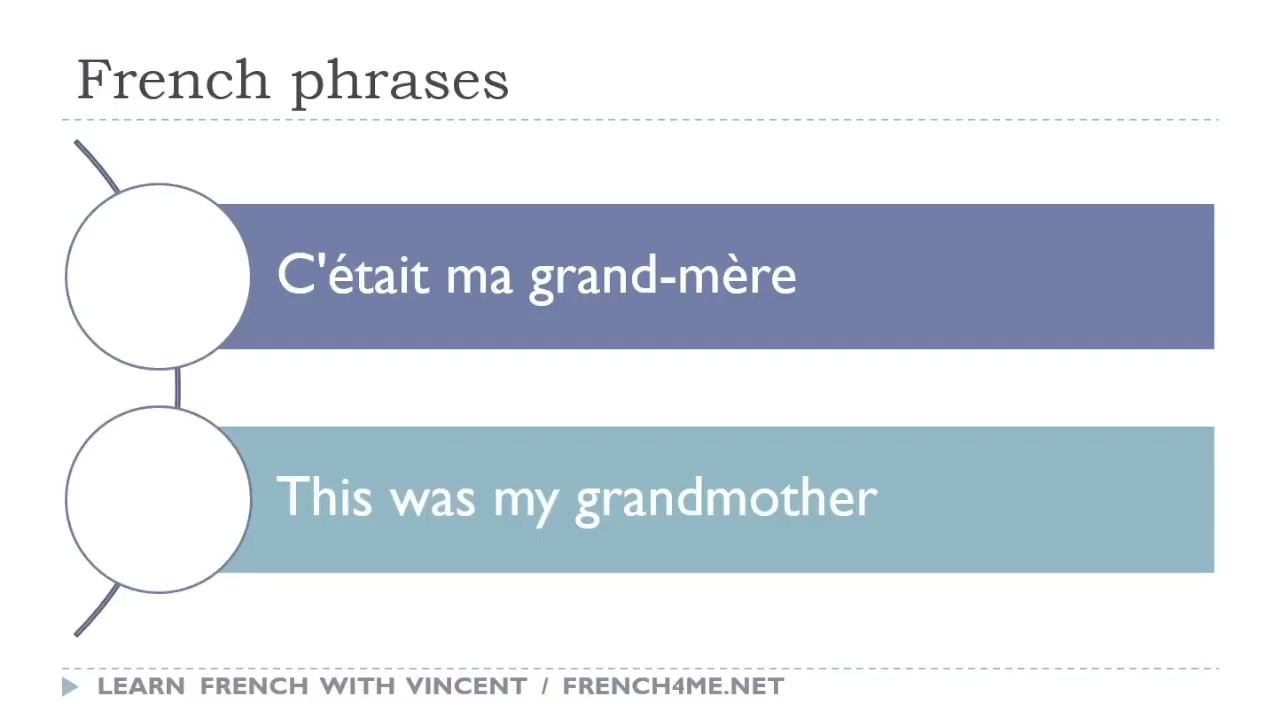 French phrases
C'était ma grand-mère
This was my grandmother
LEARN FRENCH WITH VINCENT / FRENCH4ME.NET